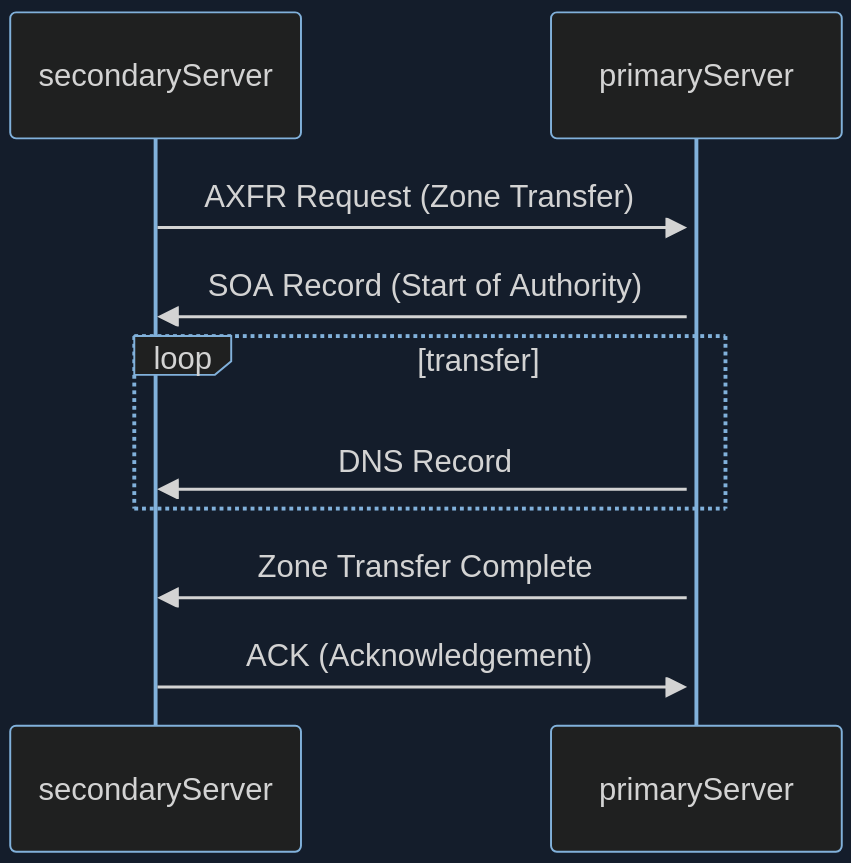 secondaryServer
primaryServer
AXFR Request (Zone Transfer)
SOA Record (Start of Authority)
loop
[transfer]
DNS Record
Zone Transfer Complete
ACK (Acknowledgement)
secondaryServer
primaryServer